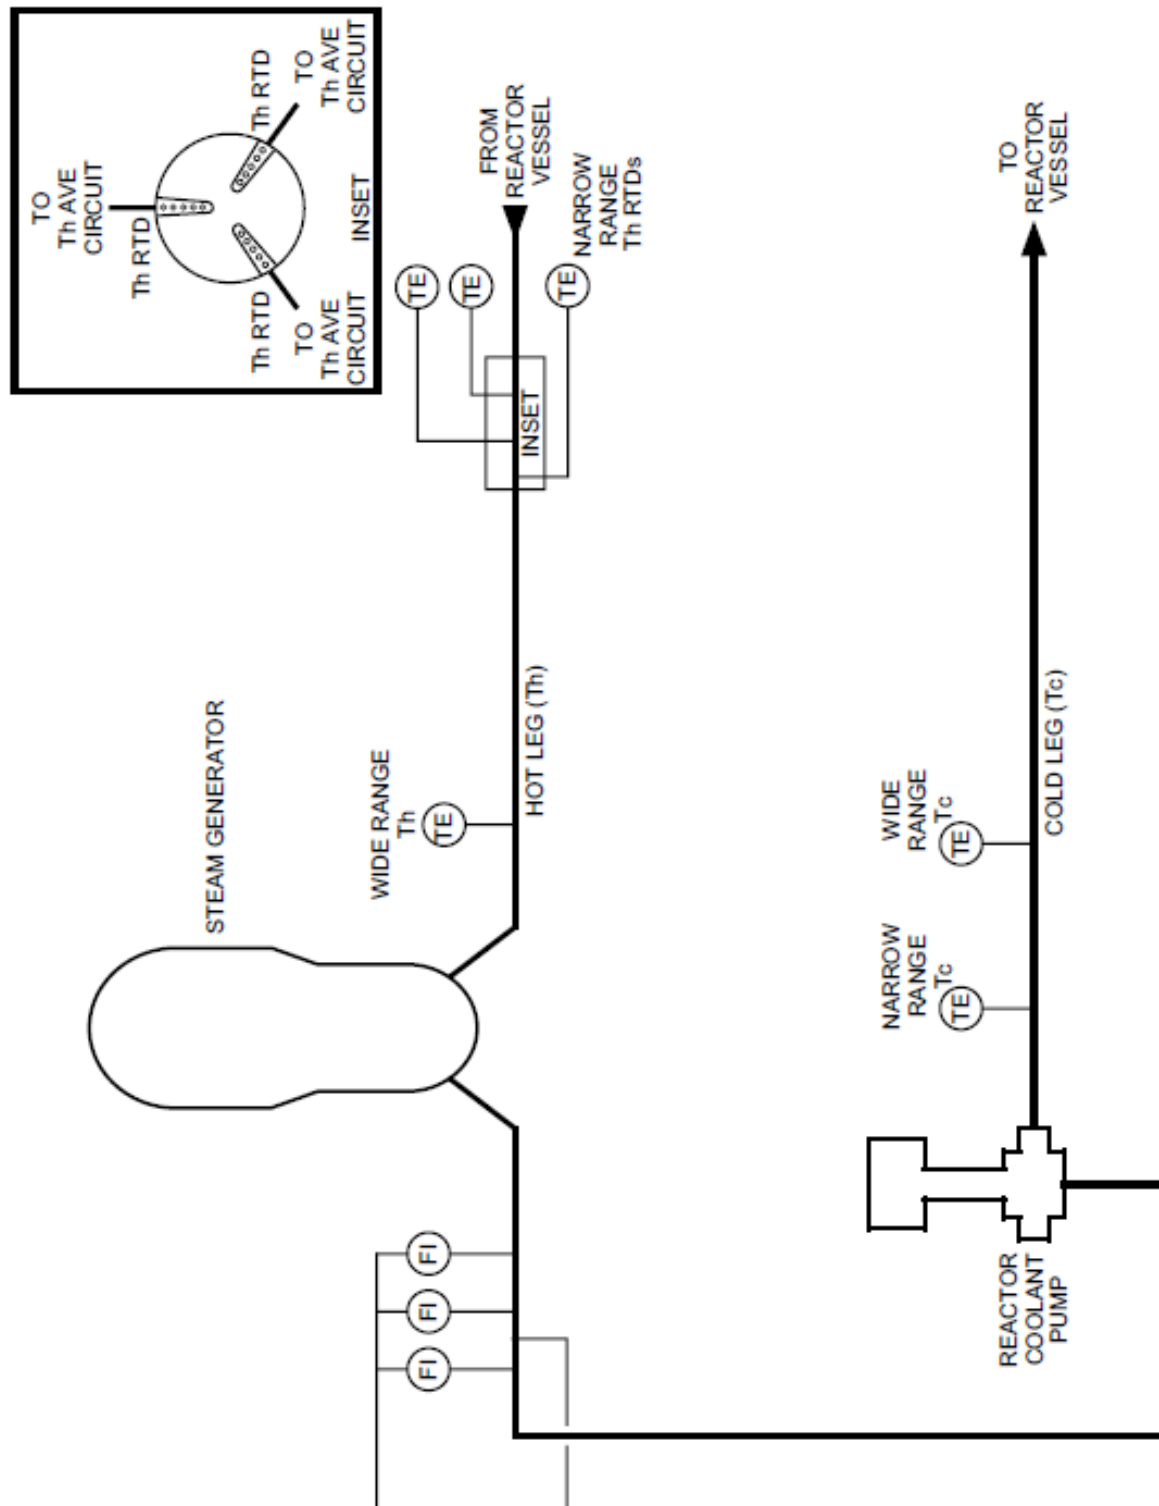 TO
Th AVE
CIRCUIT
Th RTD
Th RTD
TO
Th AVE
CIRCUIT
Th RTD
TO
Th AVE
CIRCUIT
INSET
FROM
REACTOR
VESSEL
TE
TE
TE
NARROW
RANGE
Th RTDs
INSET
STEAM GENERATOR
WIDE RANGE
Th
TE
HOT LEG (Th)
FI
FI
FI
TO
REACTOR
VESSEL
WIDE
RANGE
Tc
TE
NARROW
RANGE
Tc
TE
COLD LEG (Tc)
REACTOR
COOLANT
PUMP